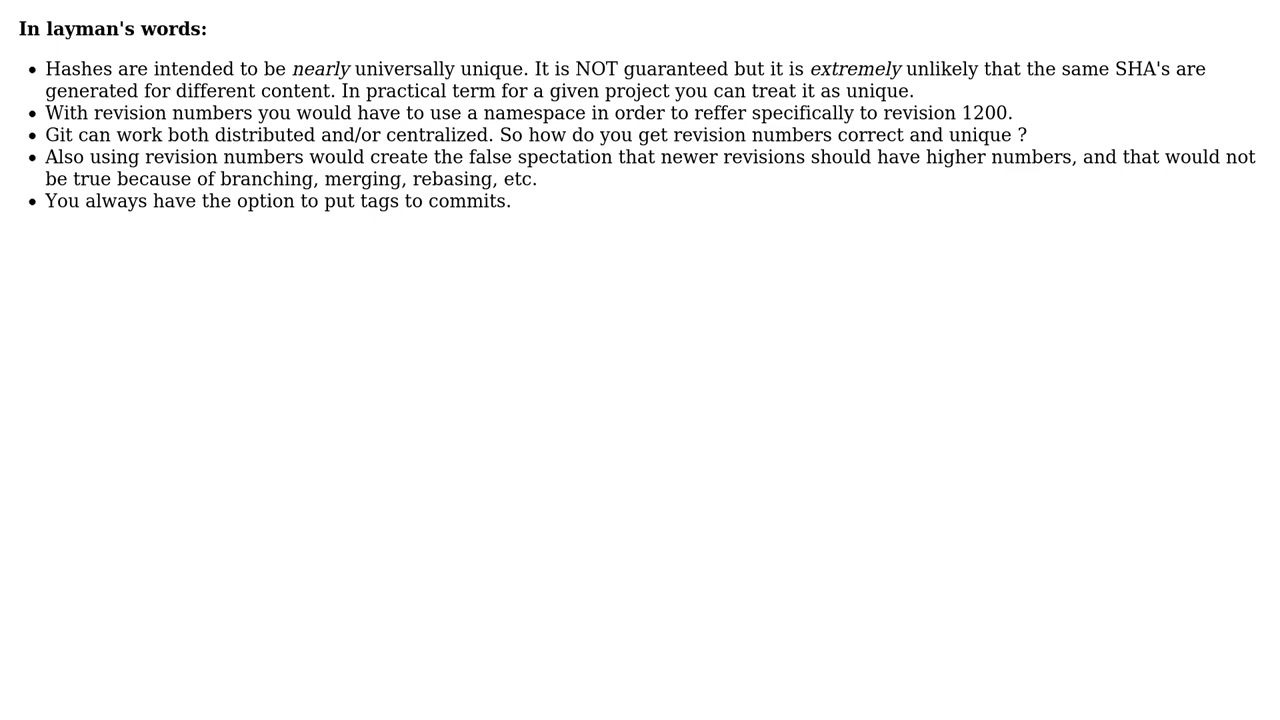 In layman's words:
• Hashes are intended to be nearly universally unique. It is NOT guaranteed but it is extremely unlikely that the same SHA's are
generated for different content. In practical term for a given project you can treat it as unique.
• With revision numbers you would have to use a namespace in order to reffer specifically to revision 1200.
• Git can work both distributed and/or centralized. So how do you get revision numbers correct and unique ?
• Also using revision numbers would create the false spectation that newer revisions should have higher numbers, and that would not
be true because of branching, merging, rebasing, etc.
• You always have the option to put tags to commits.